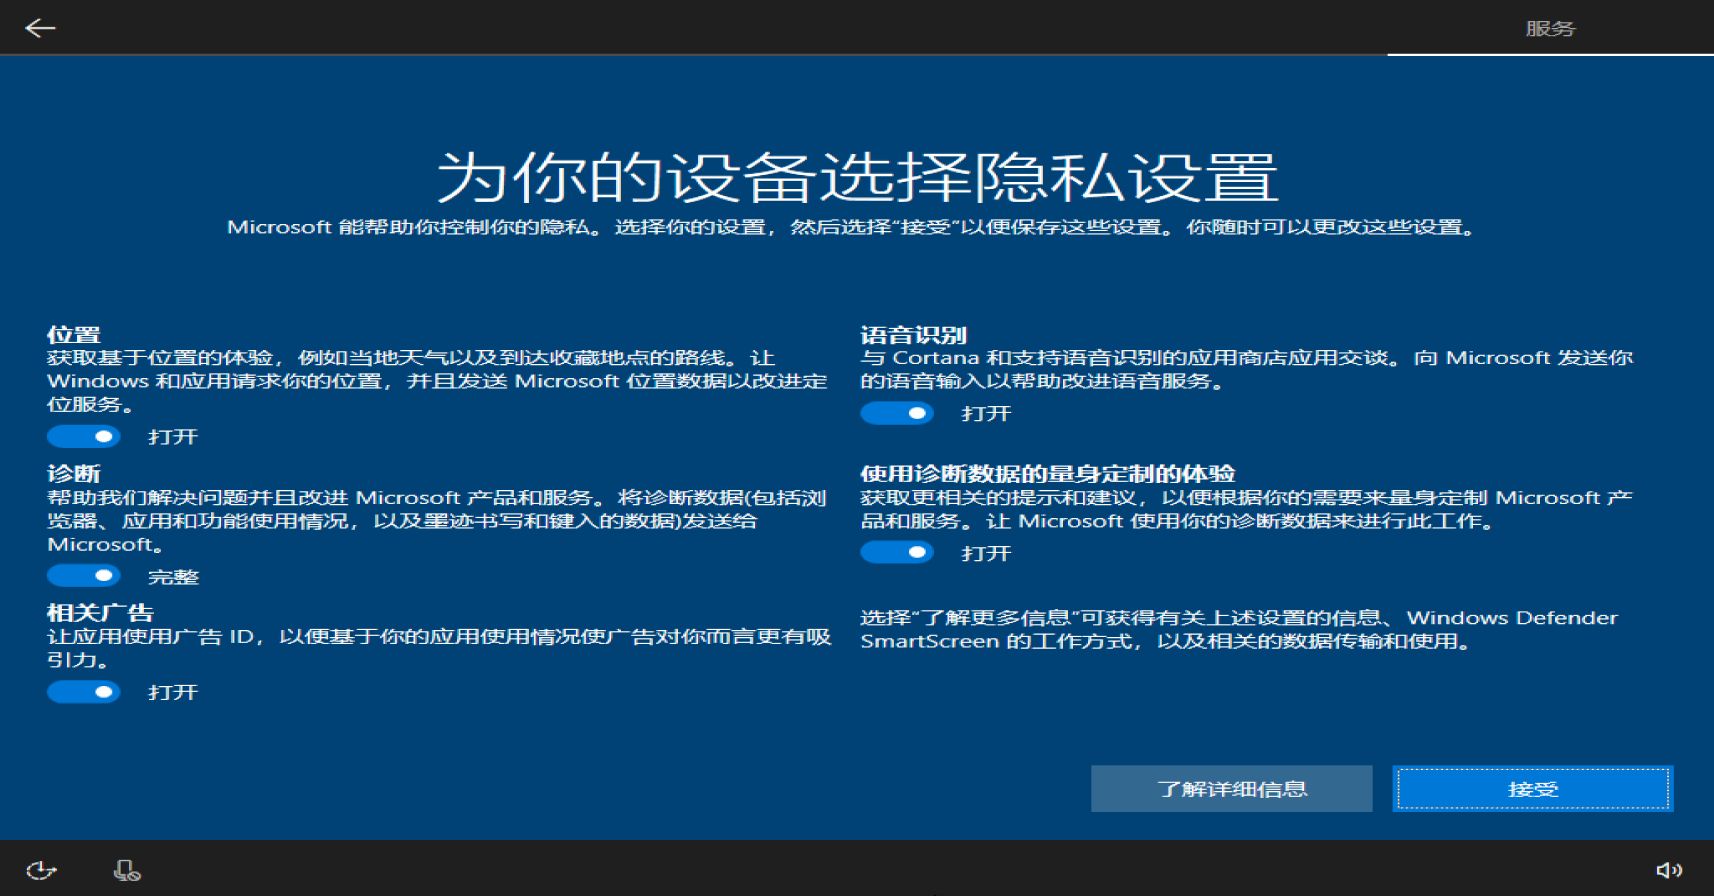 服务
为你的设备选择隐私设置
Microsoft 能帮助你控制你的隐私。选择你的设置，然后选择“接受”以便保存这些设置。你随时可以更改这些设置。
位置
获取基于位置的体验，例如当地天气以及到达收藏地点的路线。让
Windows 和应用请求你的位置，并且发送 Microsoft 位置数据以改进定
位服务。
打开
诊断
帮助我们解决问题并且改进 Microsoft 产品和服务。将诊断数据(包括浏
览器、应用和功能使用情况，以及墨迹书写和键入的数据)发送给
Microsoft。
完整
相关广告
让应用使用广告 ID，以便基于你的应用使用情况使广告对你而言更有吸
引力。
打开
语音识别
与 Cortana 和支持语音识别的应用商店应用交谈。向 Microsoft 发送你
的语音输入以帮助改进语音服务。
打开
使用诊断数据的量身定制的体验
获取更相关的提示和建议，以便根据你的需要来量身定制 Microsoft 产
品和服务。让 Microsoft 使用你的诊断数据来进行此工作。
打开
选择“了解更多信息”可获得有关上述设置的信息、Windows Defender
SmartScreen 的工作方式，以及相关的数据传输和使用。
了解详细信息
接受